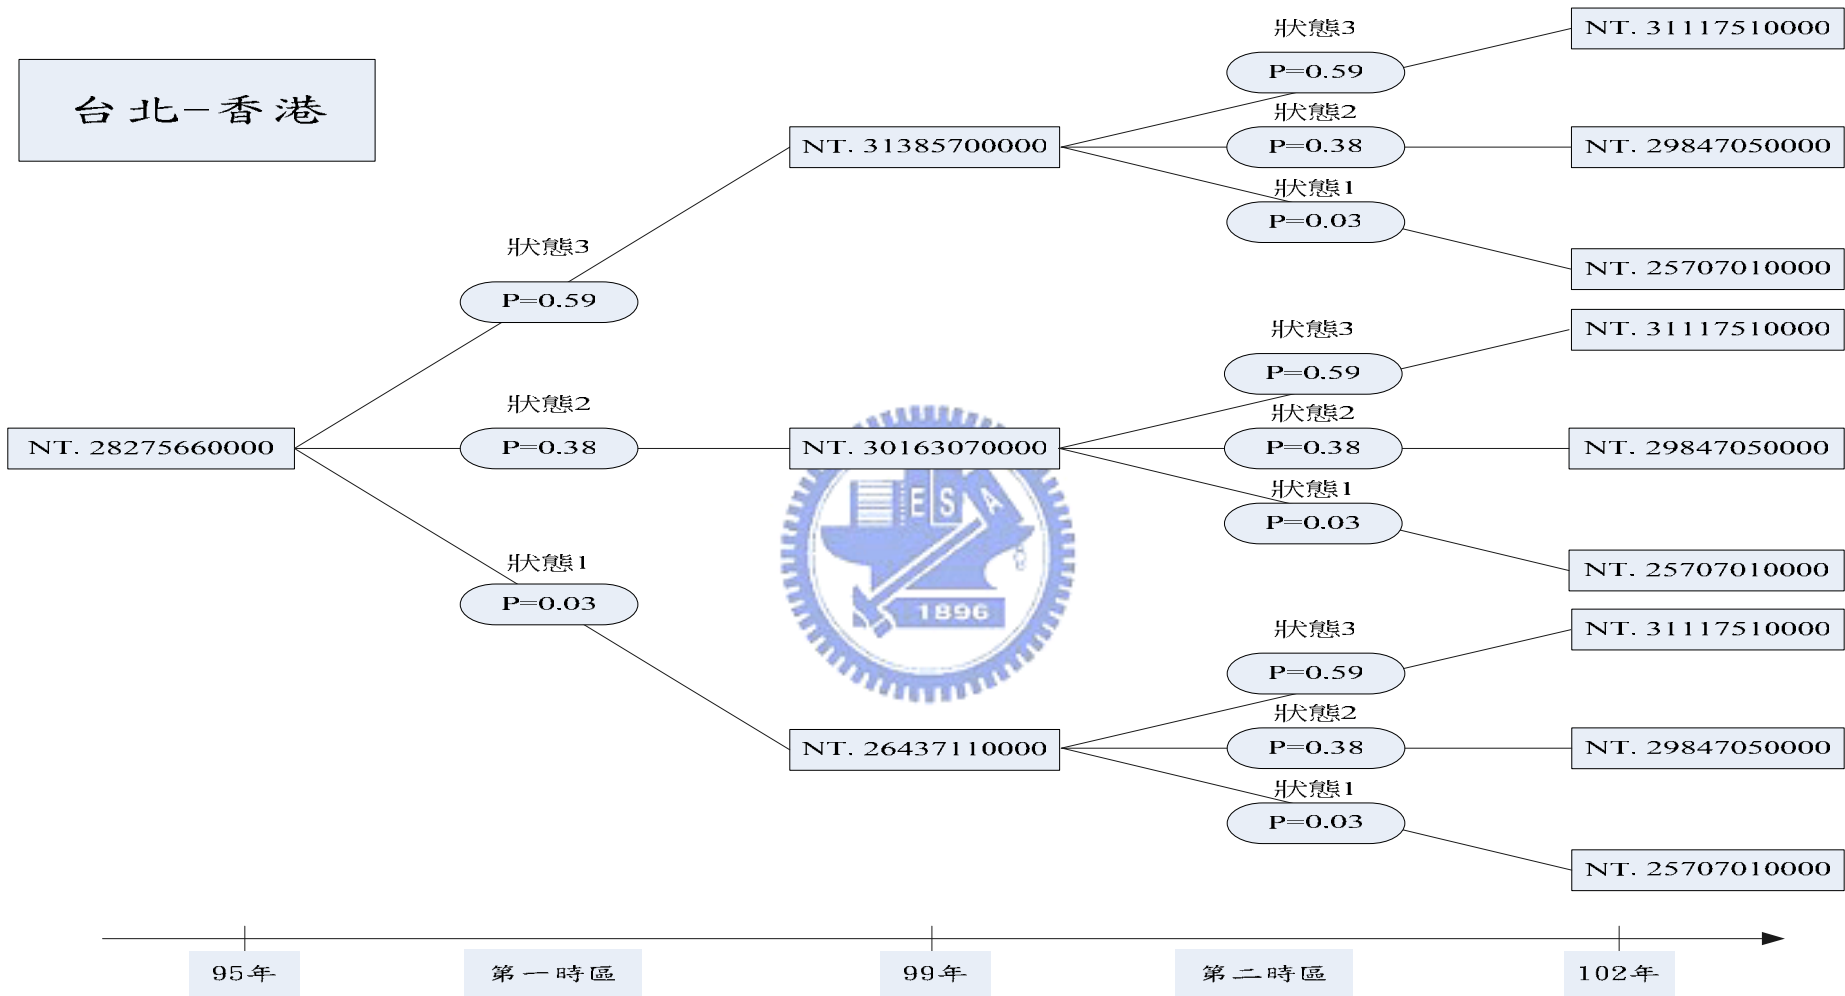 台北-香港
狀態3
P=0.59
NT. 31117510000
狀態2
P=0.38
NT. 31385700000
NT. 29847050000
狀態1
P=0.03
NT. 25707010000
狀態3
P=0.59
狀態3
P=0.59
NT. 31117510000
狀態2
P=0.38
NT. 28275660000
狀態2
P=0.38
NT. 30163070000
NT. 29847050000
狀態1
P=0.03
NT. 25707010000
ESA
1896
狀態1
P=0.03
狀態3
P=0.59
NT. 31117510000
狀態2
P=0.38
NT. 26437110000
NT. 29847050000
狀態1
P=0.03
NT. 25707010000
95年
第一時區
99年
第二時區
102年